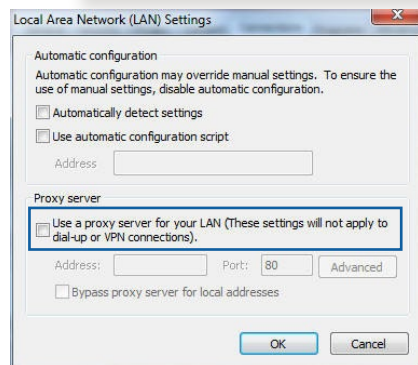 Local Area Network (LAN) Settings
Automatic configuration
Automatic configuration may override manual settings. To ensure the
use of manual settings, disable automatic configuration.
Automatically detect settings
Use automatic configuration script
Address
Proxy server
Use a proxy server for your LAN (These settings will not apply to
dial-up or VPN connections).
Address:
Port: 80
Advanced
Bypass proxy server for local addresses
OK
Cancel